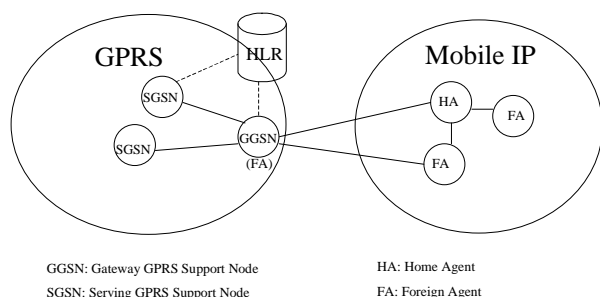 GPRS
HLR
Mobile IP
SGSN
HA
FA
SGSN
GGSN
(FA)
FA
GGSN: Gateway GPRS Support Node
HA: Home Agent
SGSN: Serving GPRS Support Node
FA: Foreign Agent